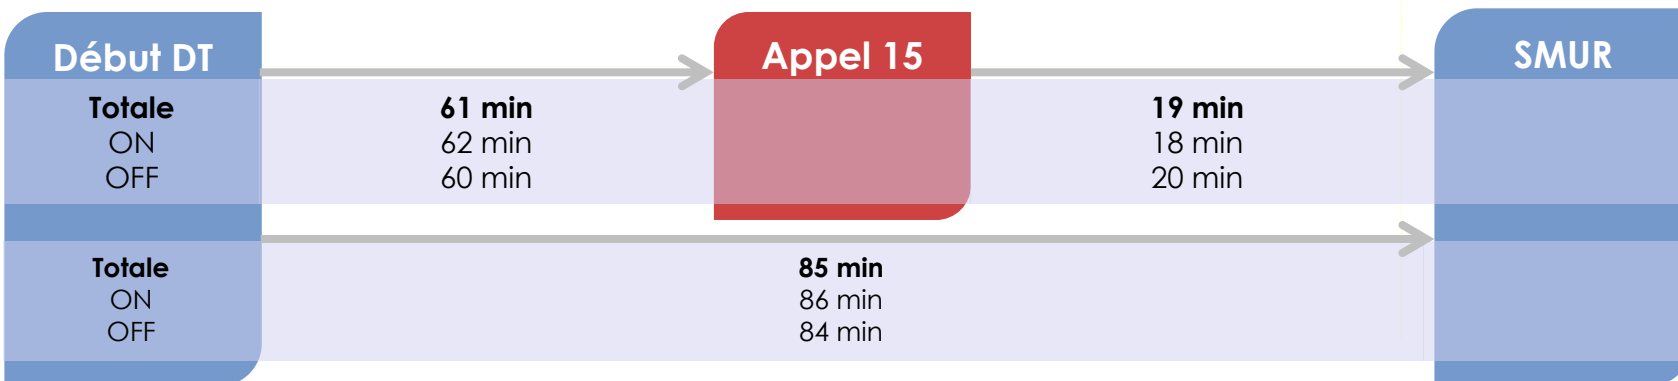 Début DT Appel 15 SMUR
Totale 61 min 19 min
ON 62 min 18 min
OFF 60 min 20 min
Totale 85 min
ON 86 min
OFF 84 min